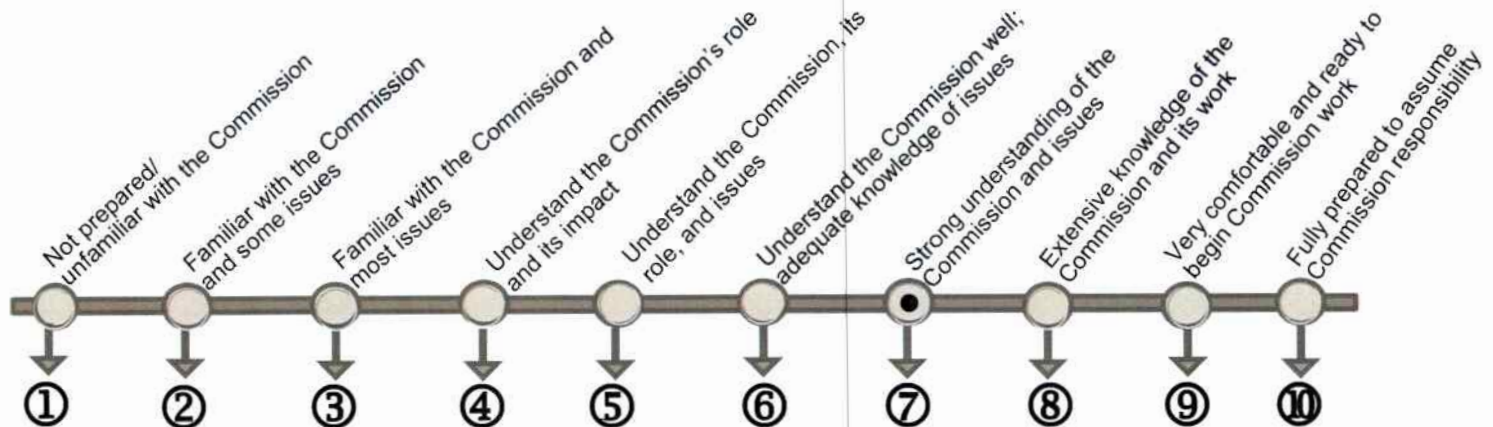 Not prepared/
unfamiliar with the Commission
Familiar with the Commission
and some issues
Familiar with the Commission and
most issues
Understand the Commission's role
and its impact
Understand the Commission, its
role, and issues
Understand the Commission well;
adequate knowledge of issues
Strong understanding of the
Commission and issues
Extensive knowledge of the
Commission and its work
Very comfortable and ready to
begin Commission work
Fully prepared to assume
Commission responsibility
① ② ③ ④ ⑤ ⑥ ⑦ ⑧ ⑨ ⑩